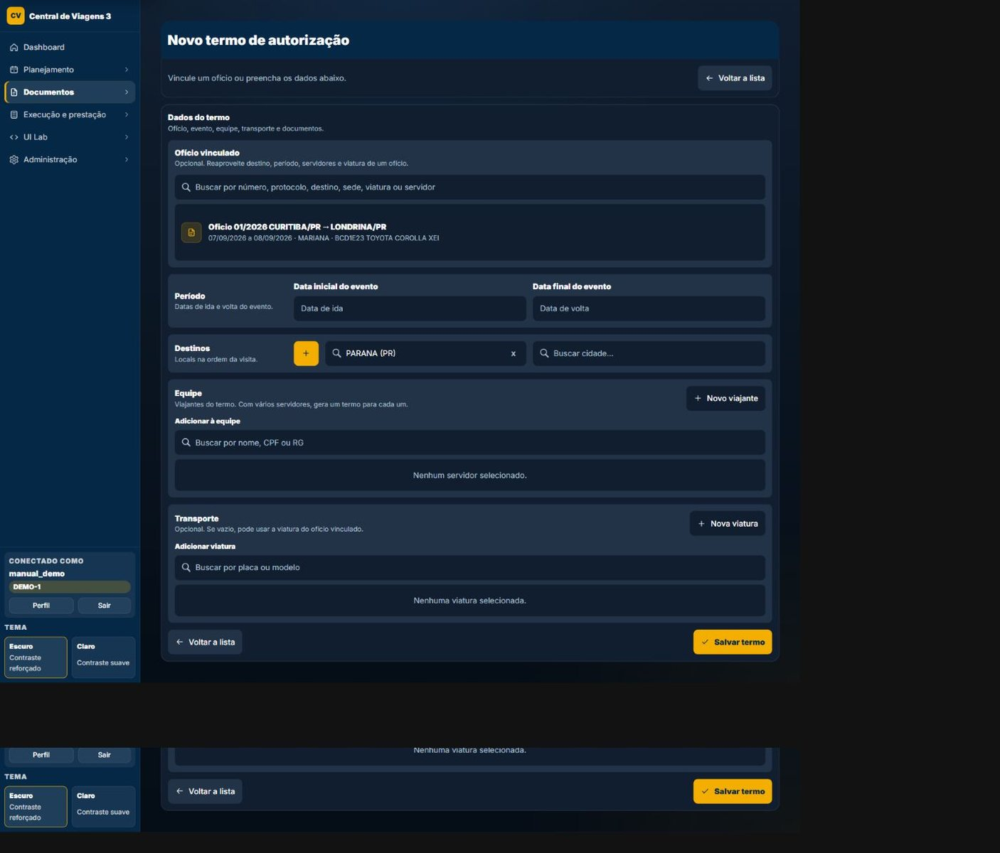 CV Central de Viagens 3
Dashboard
Planejamento
Documentos
Execução e prestação
UI Lab
Administração
CONECTADO COMO
manual_demo
DEMO-1
Perfil Sair
TEMA
Escuro
Contraste
reforçado
Claro
Contraste suave
Novo termo de autorização
Vincule um ofício ou preencha os dados abaixo.
← Voltar a lista
Dados do termo
Ofício, evento, equipe, transporte e documentos.
Ofício vinculado
Opcional. Reaproveite destino, período, servidores e viatura de um ofício.
Buscar por número, protocolo, destino, sede, viatura ou servidor
Oficio 01/2026 CURITIBA/PR → LONDRINA/PR
07/09/2026 a 08/09/2026 · MARIANA · BCD1E23 TOYOTA COROLLA XEI
Período
Datas de ida e volta do evento.
Data inicial do evento
Data de ida
Data final do evento
Data de volta
Destinos
Locais na ordem da visita.
+
PARANA (PR) x
Buscar cidade...
Equipe
Viajantes do termo. Com vários servidores, gera um termo para cada um.
+ Novo viajante
Adicionar à equipe
Buscar por nome, CPF ou RG
Nenhum servidor selecionado.
Transporte
Opcional. Se vazio, pode usar a viatura do ofício vinculado.
+ Nova viatura
Adicionar viatura
Buscar por placa ou modelo
Nenhuma viatura selecionada.
← Voltar a lista
Salvar termo
Perfil Sair
TEMA
Escuro
Contraste
reforçado
Claro
Contraste suave
Nenhuma viatura selecionada.
← Voltar a lista
Salvar termo